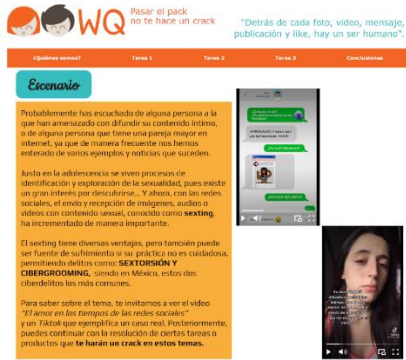 WQ
Pasar el pack
no te hace un crack
"Detrás de cada foto, video, mensaje,
publicación y like, hay un ser humano".
¿Quiénes somos?
Tarea 1
Tarea 2
Tarea 3
Conclusiones
Escenario
Probablemente has escuchado de alguna persona a la
que han amenazado con difundir su contenido íntimo,
o de alguna persona que tiene una pareja mayor en
internet, ya que de manera frecuente nos hemos
enterado de varios ejemplos y noticias que suceden.
Justo en la adolescencia se viven procesos de
identificación y exploración de la sexualidad, pues existe
un gran interés por descubrirse... Y ahora, con las redes
sociales, el envío y recepción de imágenes, audios o
videos con contenido sexual, conocido como sexting,
ha incrementado de manera importante.
El sexting tiene diversas ventajas, pero también puede
ser fuente de sufrimiento si su práctica no es cuidadosa,
permitiendo delitos como: SEXTORSIÓN Y
CIBERGROOMING, siendo en México, estos dos
ciberdelitos los más comunes.
Para saber sobre el tema, te invitamos a ver el video
"El amor en los tiempos de las redes sociales"
y un Tiktok que ejemplifica un caso real. Posteriormente,
puedes continuar con la resolución de ciertas tareas o
productos que te harán un crack en estos temas.